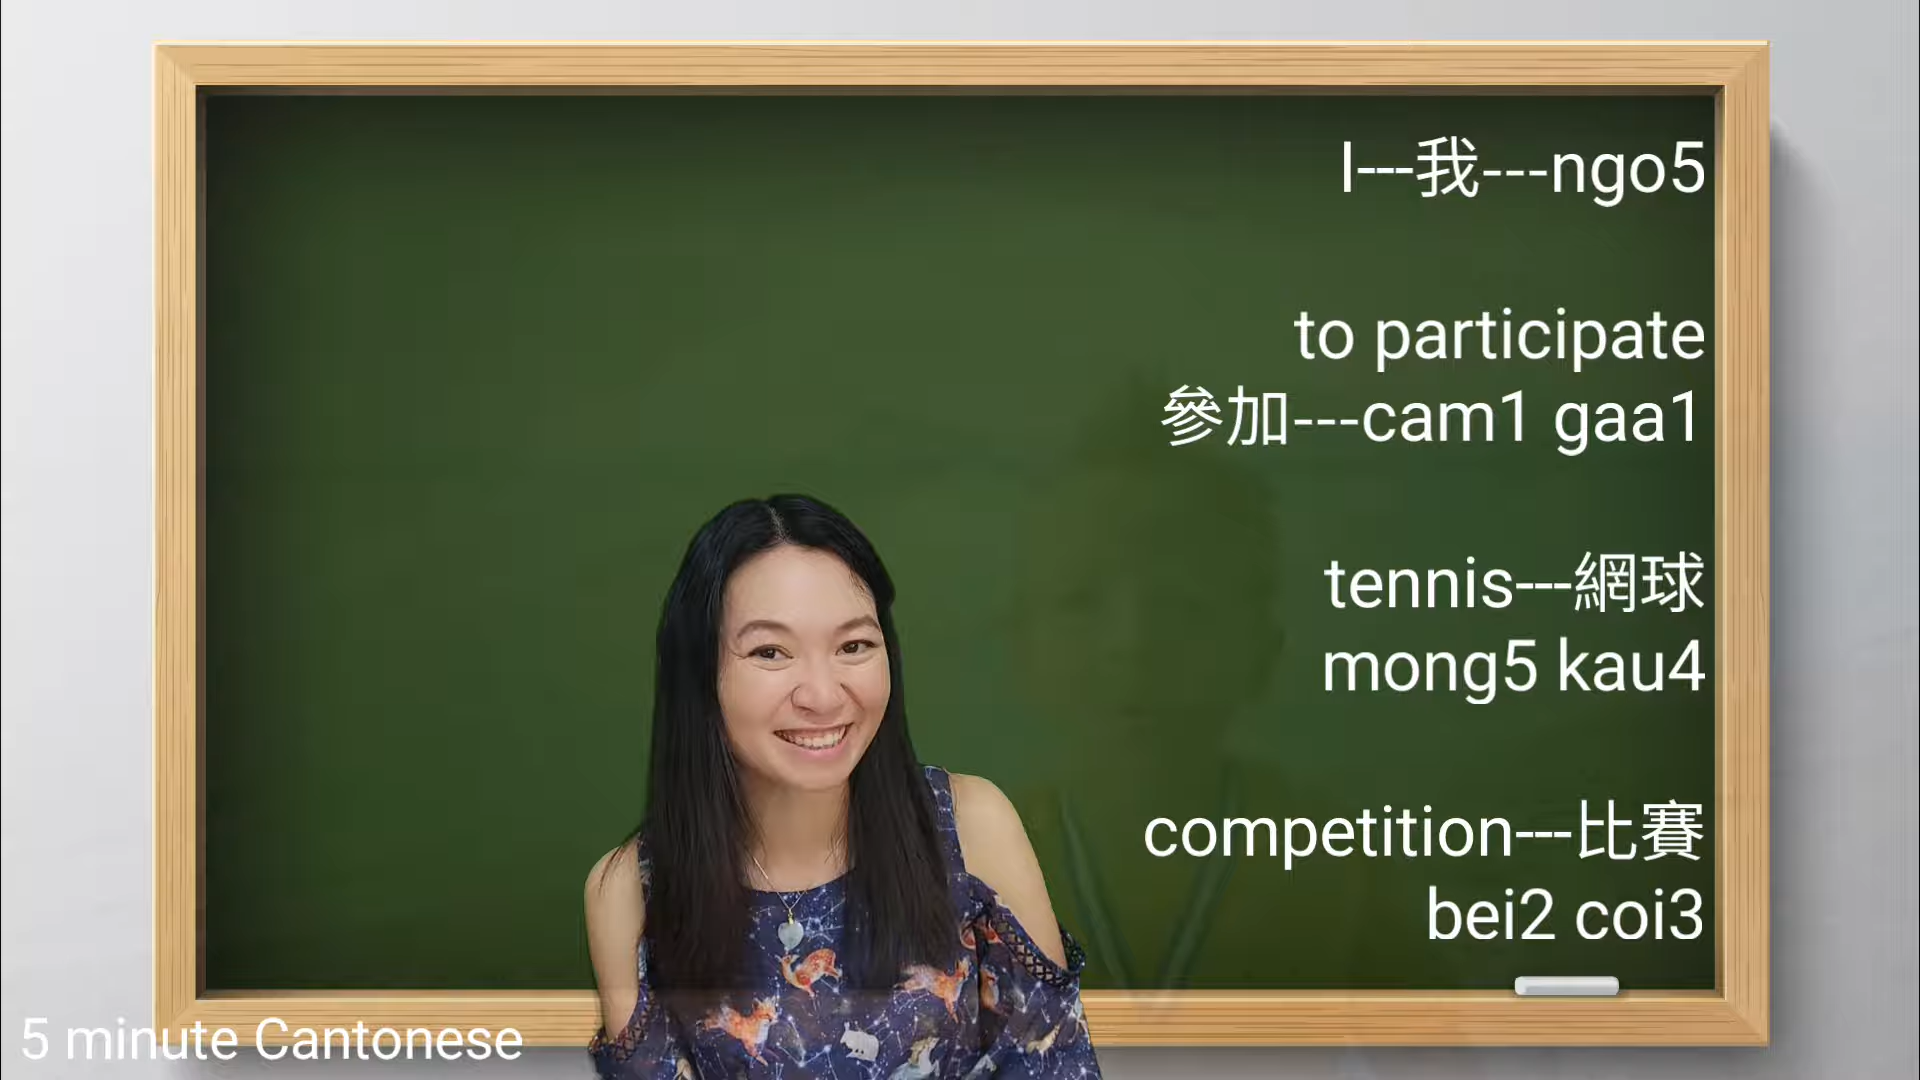 I---我---ngo5
to participate
參加---cam1 gaa1
tennis---網球
mong5 kau4
competition---比賽
bei2 coi3
5 minute Cantonese